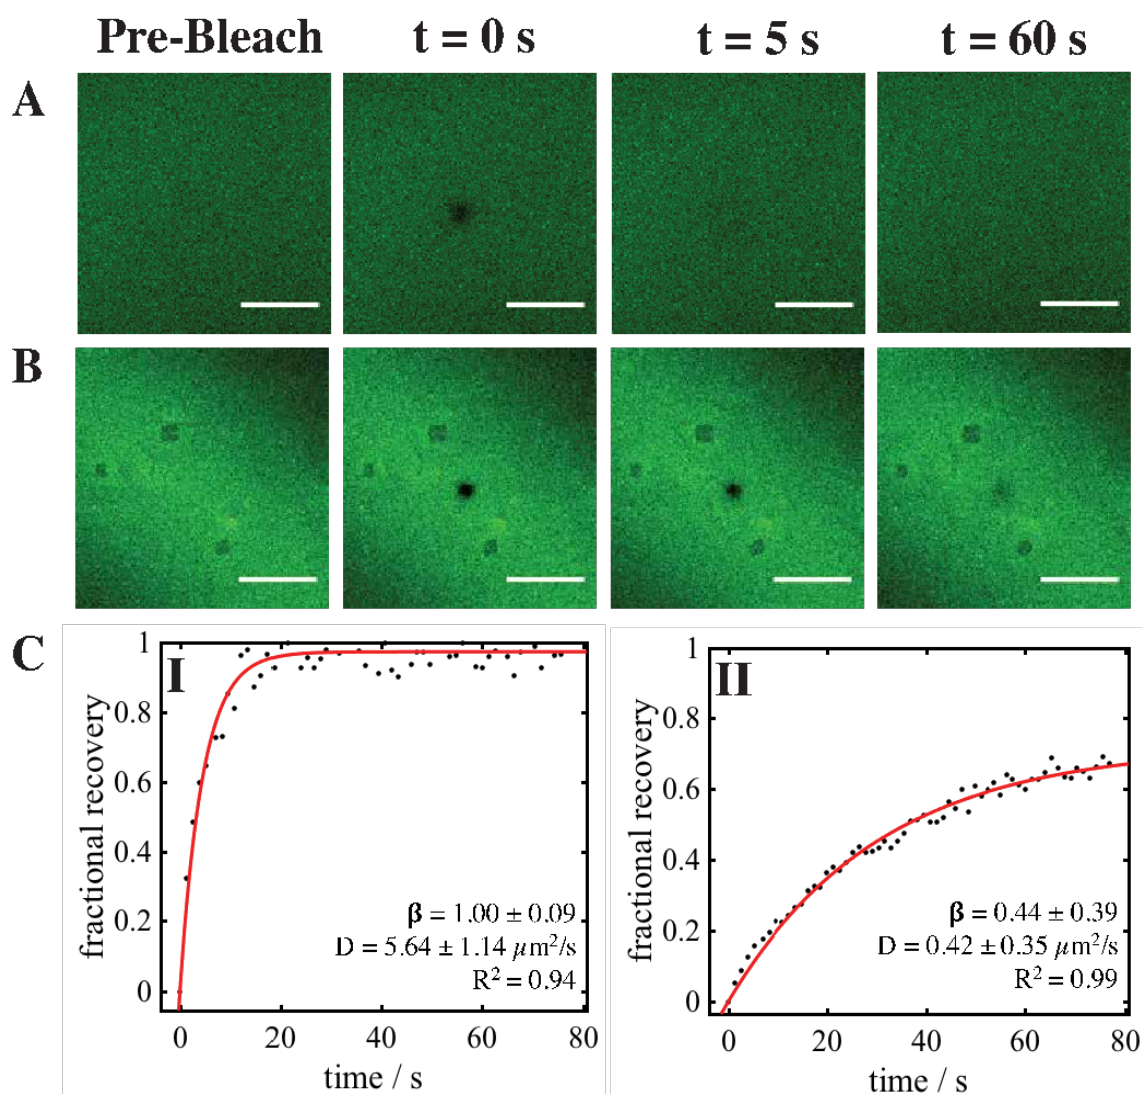 Pre-Bleach t = 0 s t = 5 s t = 60 s
A
B
C
I
fractional recovery
1
0.8
0.6
0.4
0.2
0
β = 1.00 ± 0.09
D = 5.64 ± 1.14 μm²/s
R² = 0.94
0 20 40 60 80
time / s
II
fractional recovery
1
0.8
0.6
0.4
0.2
0
β = 0.44 ± 0.39
D = 0.42 ± 0.35 μm²/s
R² = 0.99
0 20 40 60 80
time / s